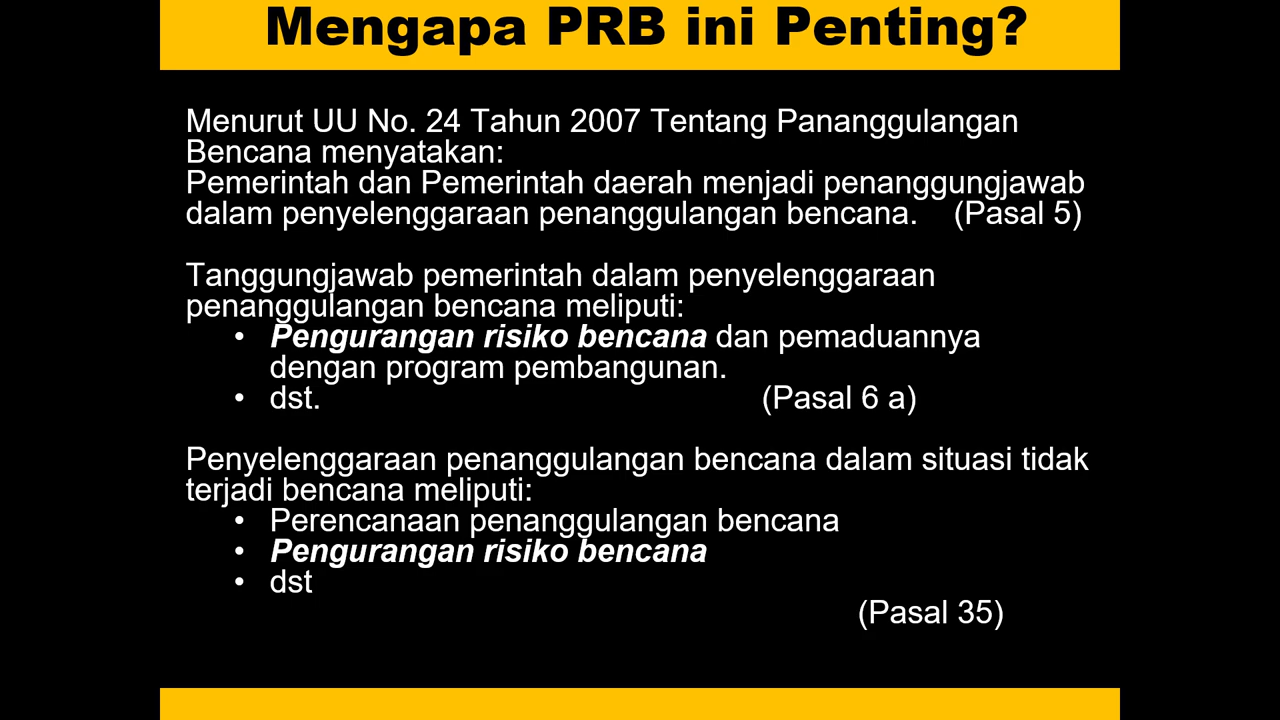 Mengapa PRB ini Penting?
Menurut UU No. 24 Tahun 2007 Tentang Pananggulangan
Bencana menyatakan:
Pemerintah dan Pemerintah daerah menjadi penanggungjawab
dalam penyelenggaraan penanggulangan bencana. (Pasal 5)
Tanggungjawab pemerintah dalam penyelenggaraan
penanggulangan bencana meliputi:
• Pengurangan risiko bencana dan pemaduannya
dengan program pembangunan.
• dst. (Pasal 6 a)
Penyelenggaraan penanggulangan bencana dalam situasi tidak
terjadi bencana meliputi:
• Perencanaan penanggulangan bencana
• Pengurangan risiko bencana
• dst
(Pasal 35)